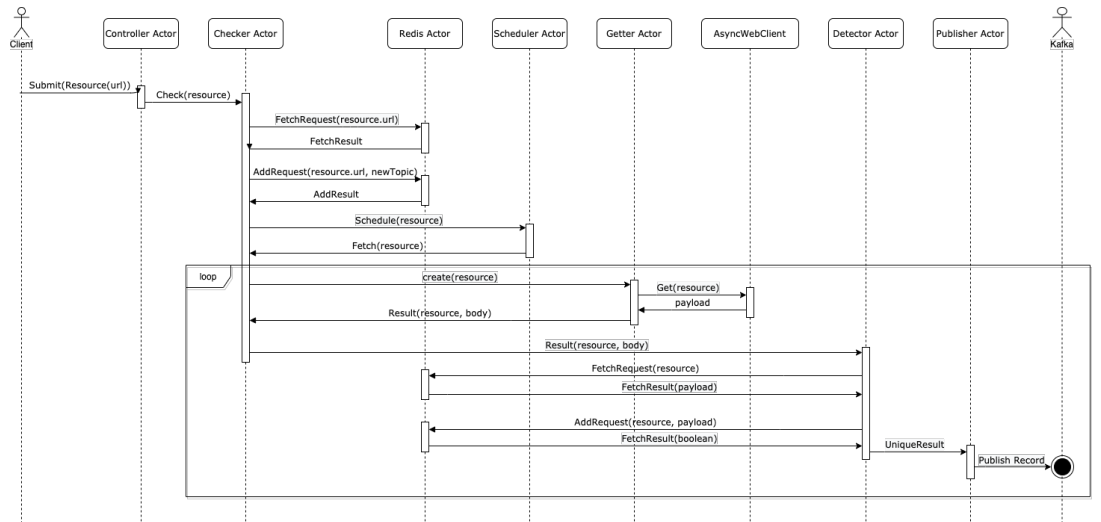 Client
Controller Actor
Checker Actor
Redis Actor
Scheduler Actor
Getter Actor
AsyncWebClient
Detector Actor
Publisher Actor
Kafka
Submit(Resource(url))
Check(resource)
FetchRequest(resource.url)
FetchResult
AddRequest(resource.url, newTopic)
AddResult
Schedule(resource)
Fetch(resource)
loop
create(resource)
Get(resource)
payload
Result(resource, body)
Result(resource, body)
FetchRequest(resource)
FetchResult(payload)
AddRequest(resource, payload)
FetchResult(boolean)
UniqueResult
Publish Record